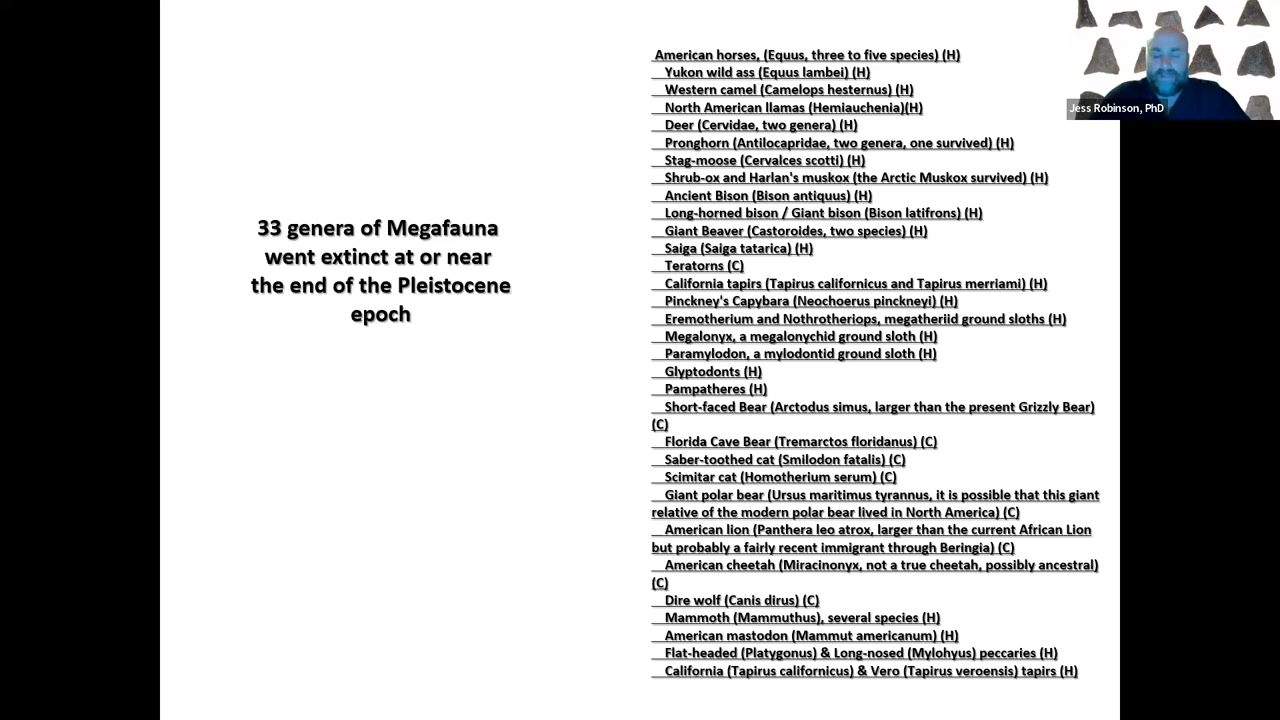 33 genera of Megafauna
went extinct at or near
the end of the Pleistocene
epoch
American horses, (Equus, three to five species) (H)
Yukon wild ass (Equus lambei) (H)
Western camel (Camelops hesternus) (H)
North American llamas (Hemiauchenia)(H)
Deer (Cervidae, two genera) (H)
Pronghorn (Antilocapridae, two genera, one survived) (H)
Stag-moose (Cervalces scotti) (H)
Shrub-ox and Harlan's muskox (the Arctic Muskox survived) (H)
Ancient Bison (Bison antiquus) (H)
Long-horned bison / Giant bison (Bison latifrons) (H)
Giant Beaver (Castoroides, two species) (H)
Saiga (Saiga tatarica) (H)
Teratorns (C)
California tapirs (Tapirus californicus and Tapirus merriami) (H)
Pinckney's Capybara (Neochoerus pinckneyi) (H)
Eremotherium and Nothrotheriops, megatheriid ground sloths (H)
Megalonyx, a megalonychid ground sloth (H)
Paramylodon, a mylodontid ground sloth (H)
Glyptodonts (H)
Pampatheres (H)
Short-faced Bear (Arctodus simus, larger than the present Grizzly Bear)
(C)
Florida Cave Bear (Tremarctos floridanus) (C)
Saber-toothed cat (Smilodon fatalis) (C)
Scimitar cat (Homotherium serum) (C)
Giant polar bear (Ursus maritimus tyrannus, it is possible that this giant
relative of the modern polar bear lived in North America) (C)
American lion (Panthera leo atrox, larger than the current African Lion
but probably a fairly recent immigrant through Beringia) (C)
American cheetah (Miracinonyx, not a true cheetah, possibly ancestral)
(C)
Dire wolf (Canis dirus) (C)
Mammoth (Mammuthus), several species (H)
American mastodon (Mammut americanum) (H)
Flat-headed (Platygonus) & Long-nosed (Mylohyus) peccaries (H)
California (Tapirus californicus) & Vero (Tapirus veroensis) tapirs (H)
Jess Robinson, PhD